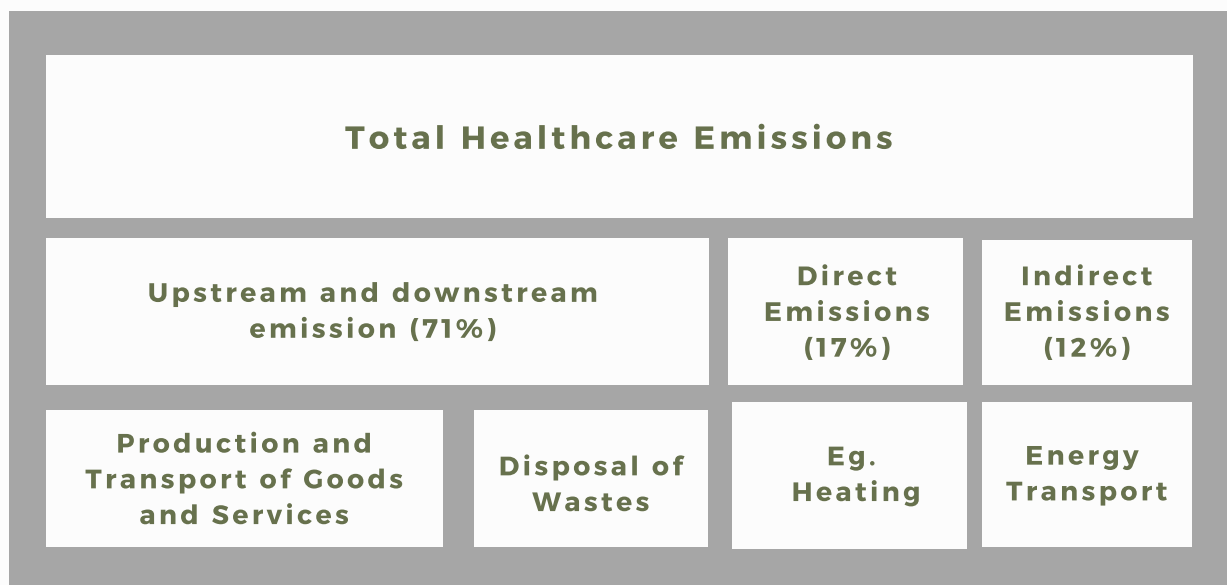 Total Healthcare Emissions
Upstream and downstream
emission (71%)
Direct
Emissions
(17%)
Indirect
Emissions
(12%)
Production and
Transport of Goods
and Services
Disposal of
Wastes
Eg.
Heating
Energy
Transport